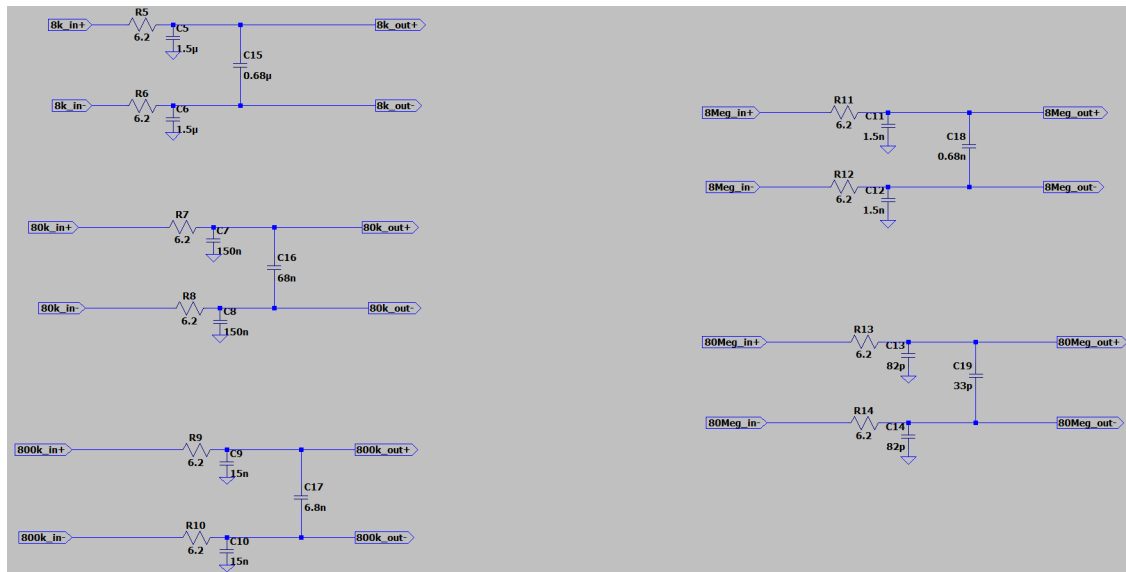 8k_in+
R5
6.2
C5
1.5µ
C15
0.68µ
8k_out+
8k_in-
R6
6.2
C6
1.5µ
8k_out-
80k_in+
R7
6.2
C7
150n
C16
68n
80k_out+
80k_in-
R8
6.2
C8
150n
80k_out-
800k_in+
R9
6.2
C9
15n
C17
6.8n
800k_out+
800k_in-
R10
6.2
C10
15n
800k_out-
8Meg_in+
R11
6.2
C11
1.5n
C18
0.68n
8Meg_out+
8Meg_in-
R12
6.2
C12
1.5n
8Meg_out-
80Meg_in+
R13
6.2
C13
82p
C19
33p
80Meg_out+
80Meg_in-
R14
6.2
C14
82p
80Meg_out-